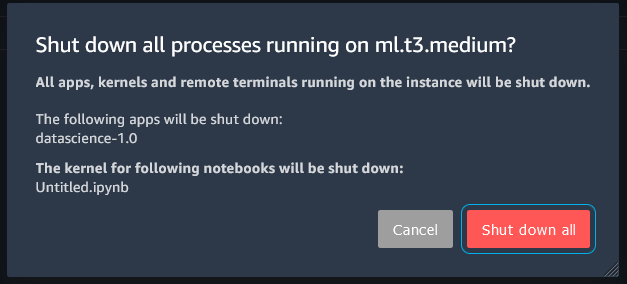 Shut down all processes running on ml.t3.medium?
All apps, kernels and remote terminals running on the instance will be shut down.
The following apps will be shut down:
datascience-1.0
The kernel for following notebooks will be shut down:
Untitled.ipynb
Cancel
Shut down all